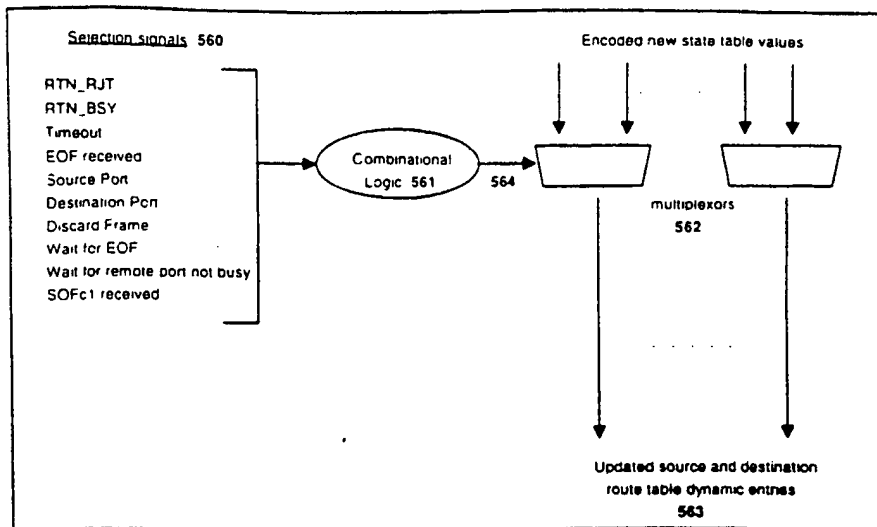 Selection signals 560
Encoded new state table values
RTN_RJT
RTN_BSY
Timeout
EOF received
Source Port
Destination Port
Discard Frame
Wait for EOF
Wait for remote port not busy
SOFc1 received
Combinational
Logic 561
564
multiplexors
562
Updated source and destination
route table dynamic entries
563